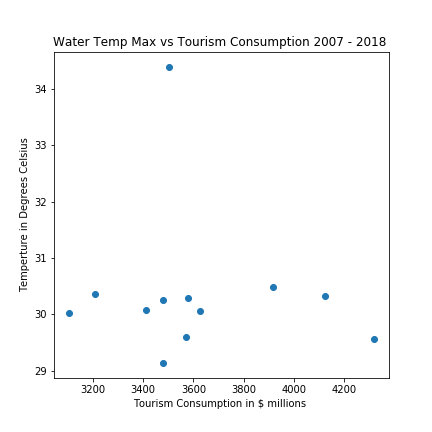 Water Temp Max vs Tourism Consumption 2007 - 2018
34
33
32
31
30
29
Temperture in Degrees Celsius
3200 3400 3600 3800 4000 4200
Tourism Consumption in $ millions